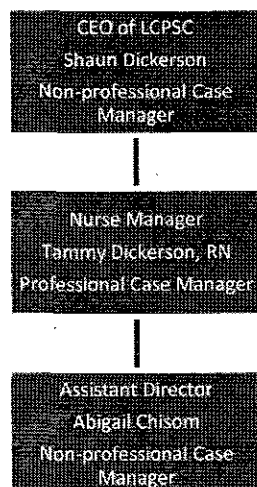 CEO of LCPSC
Shaun Dickerson
Non-professional Case
Manager
Nurse Manager
Tammy Dickerson, RN
Professional Case Manager
Assistant Director
Abigail Chisom
Non-professional Case
Manager